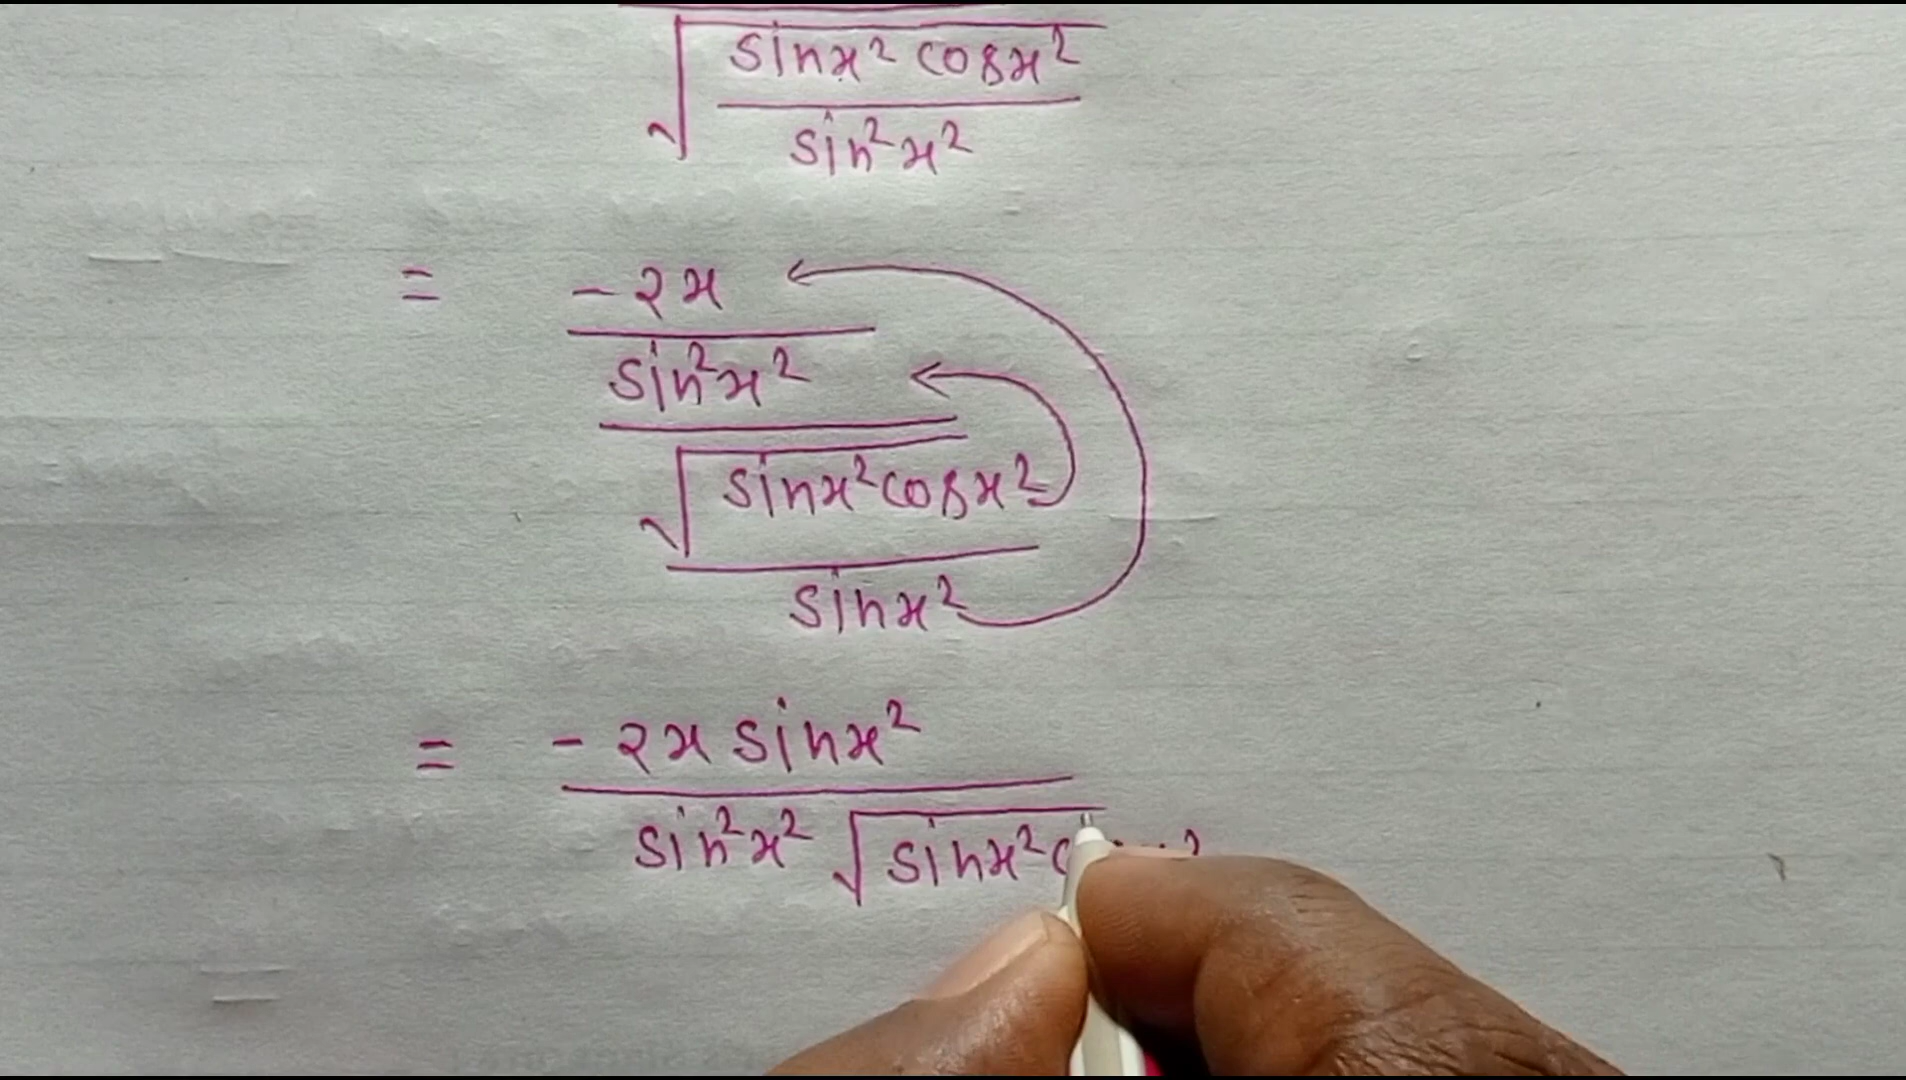 √(sinx² cosx²
sin²x²
= -2x
sin²x²
√(sinx² cosx²
sinx²
= -2x sinx²
sin²x² √(sinx²